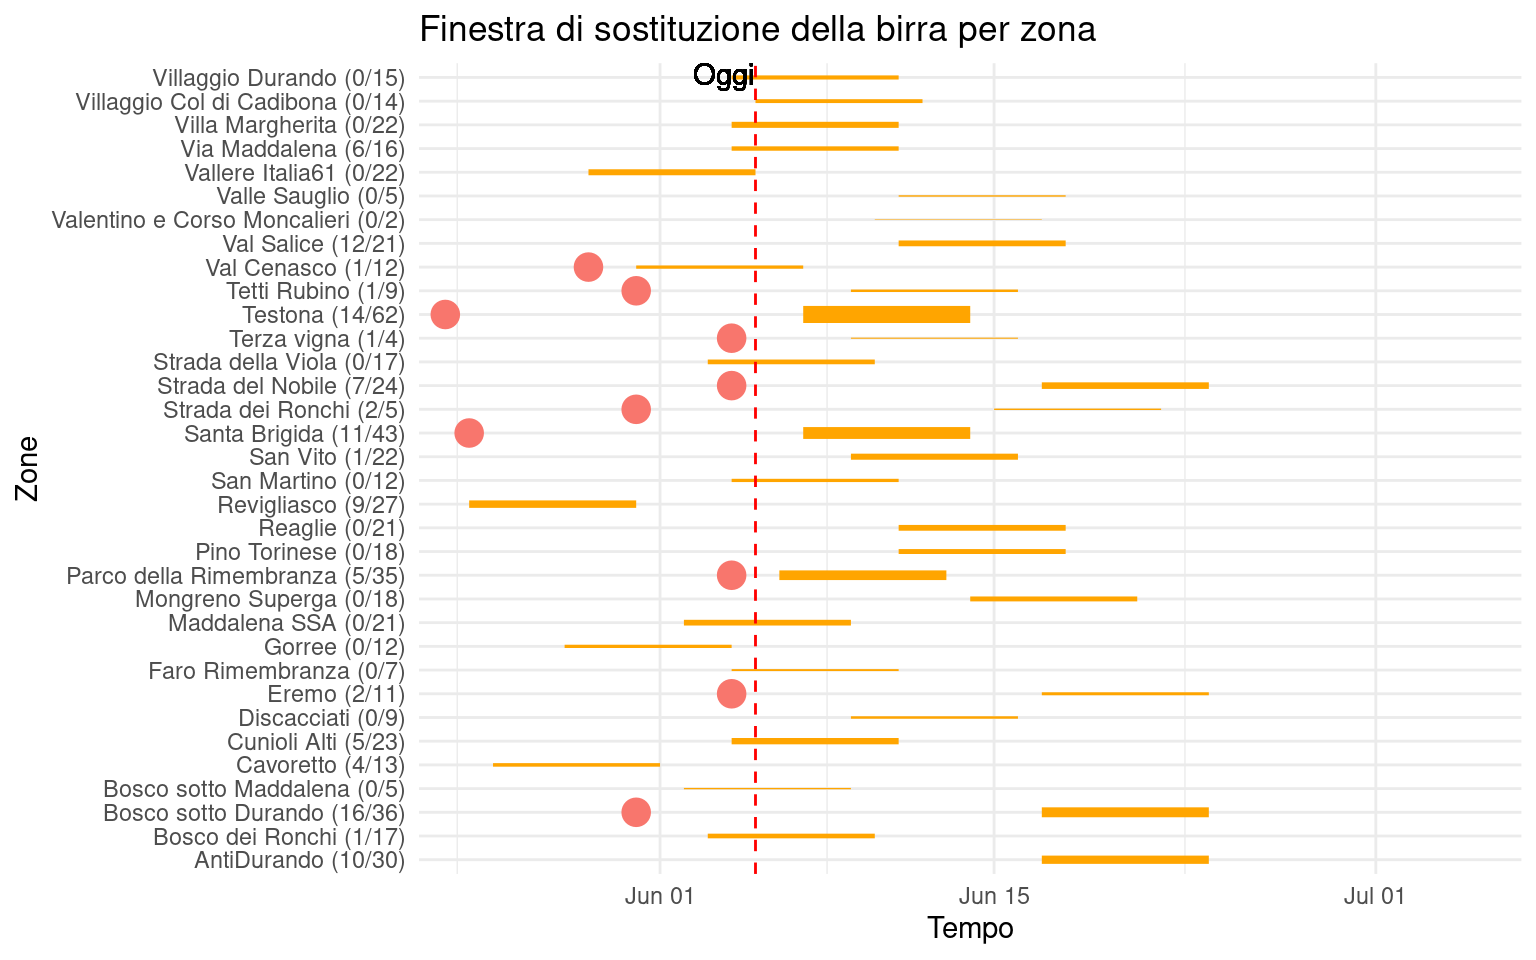 Finestra di sostituzione della birra per zona
Oggi
Zone
Villaggio Durando (0/15)
Villaggio Col di Cadibona (0/14)
Villa Margherita (0/22)
Via Maddalena (6/16)
Vallere Italia61 (0/22)
Valle Sauglio (0/5)
Valentino e Corso Moncalieri (0/2)
Val Salice (12/21)
Val Cenasco (1/12)
Tetti Rubino (1/9)
Testona (14/62)
Terza vigna (1/4)
Strada della Viola (0/17)
Strada del Nobile (7/24)
Strada dei Ronchi (2/5)
Santa Brigida (11/43)
San Vito (1/22)
San Martino (0/12)
Revigliasco (9/27)
Reaglie (0/21)
Pino Torinese (0/18)
Parco della Rimembranza (5/35)
Mongreno Superga (0/18)
Maddalena SSA (0/21)
Gorree (0/12)
Faro Rimembranza (0/7)
Eremo (2/11)
Discacciati (0/9)
Cunioli Alti (5/23)
Cavoretto (4/13)
Bosco sotto Maddalena (0/5)
Bosco sotto Durando (16/36)
Bosco dei Ronchi (1/17)
AntiDurando (10/30)
Jun 01
Jun 15
Jul 01
Tempo